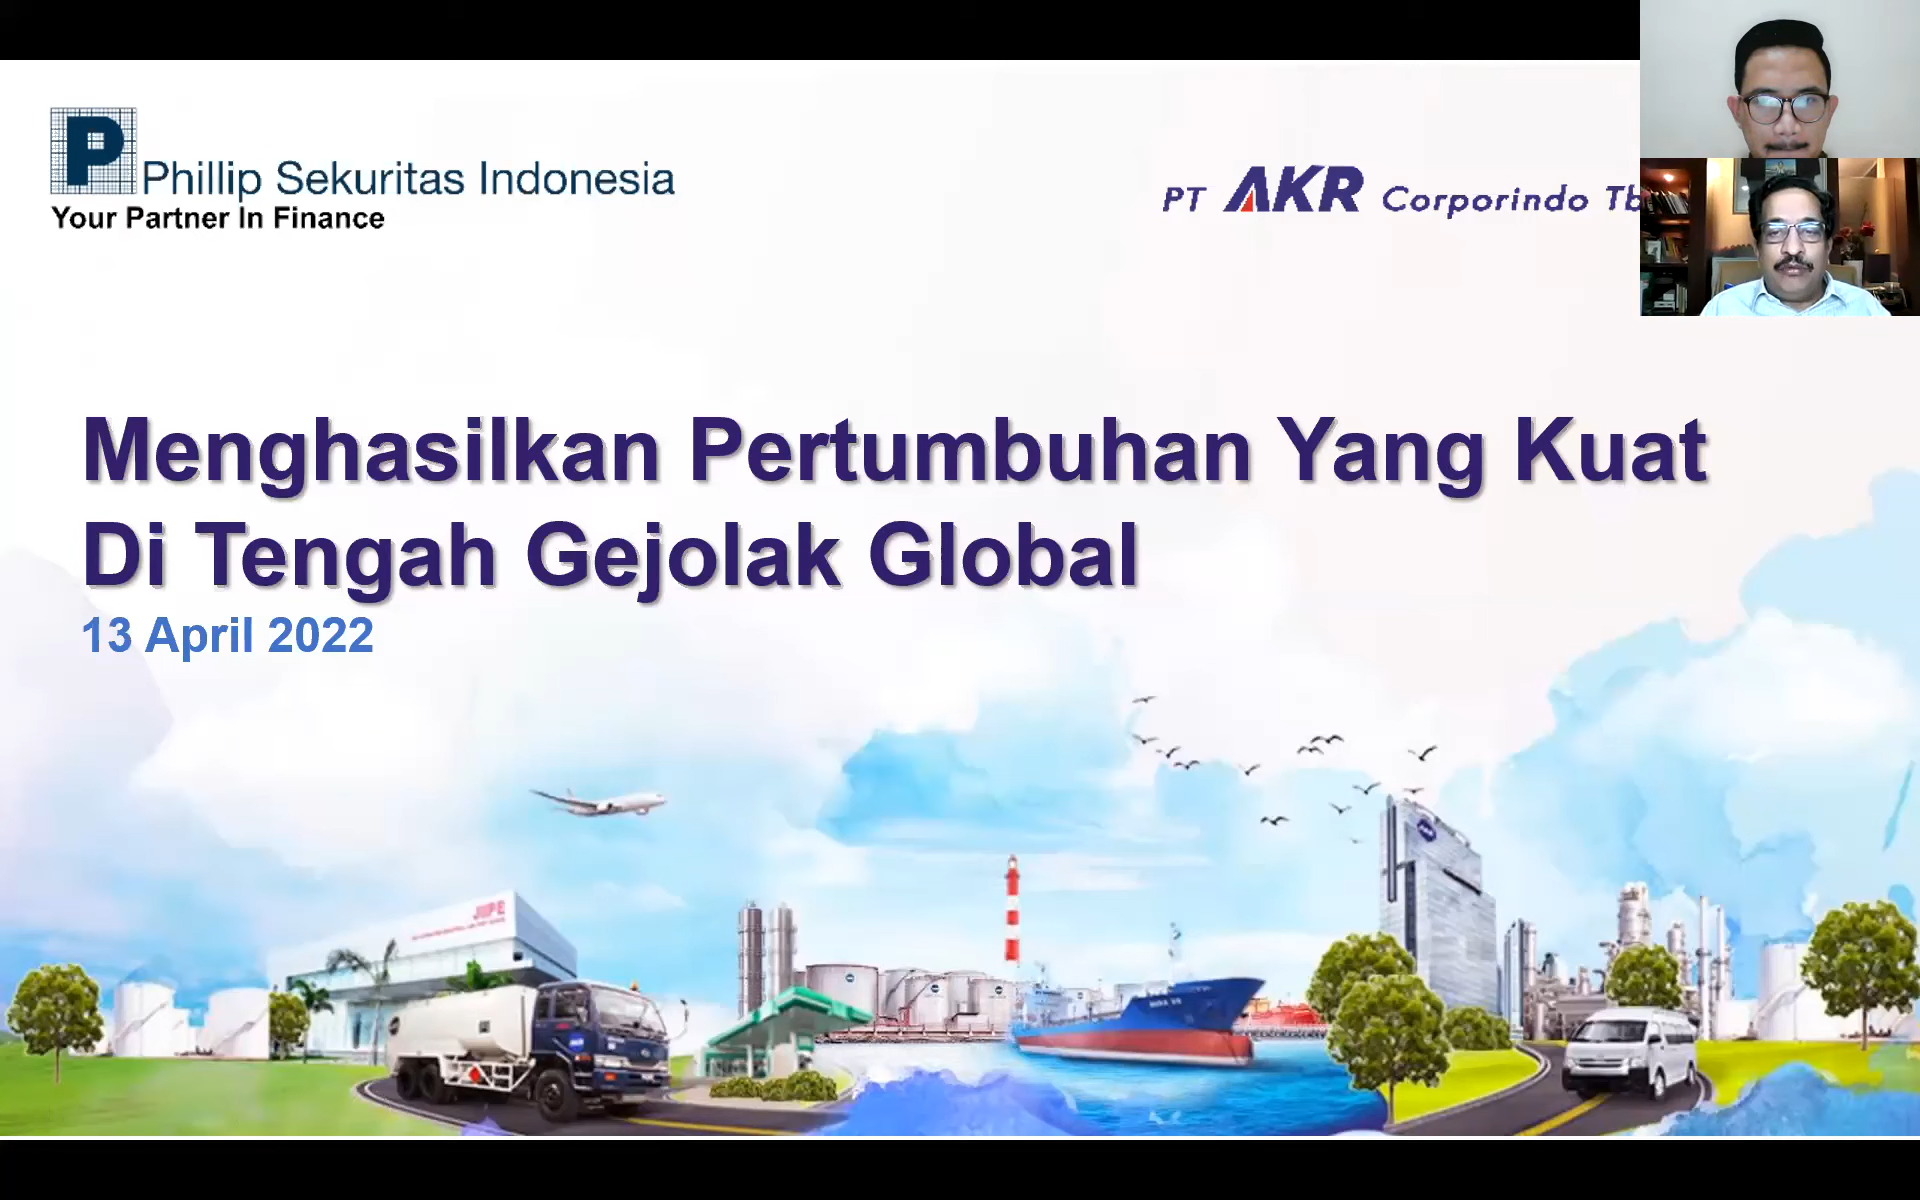 P
Phillip Sekuritas Indonesia
Your Partner In Finance
PT AKR Corporindo Tb
Menghasilkan Pertumbuhan Yang Kuat
Di Tengah Gejolak Global
13 April 2022
JIIPE